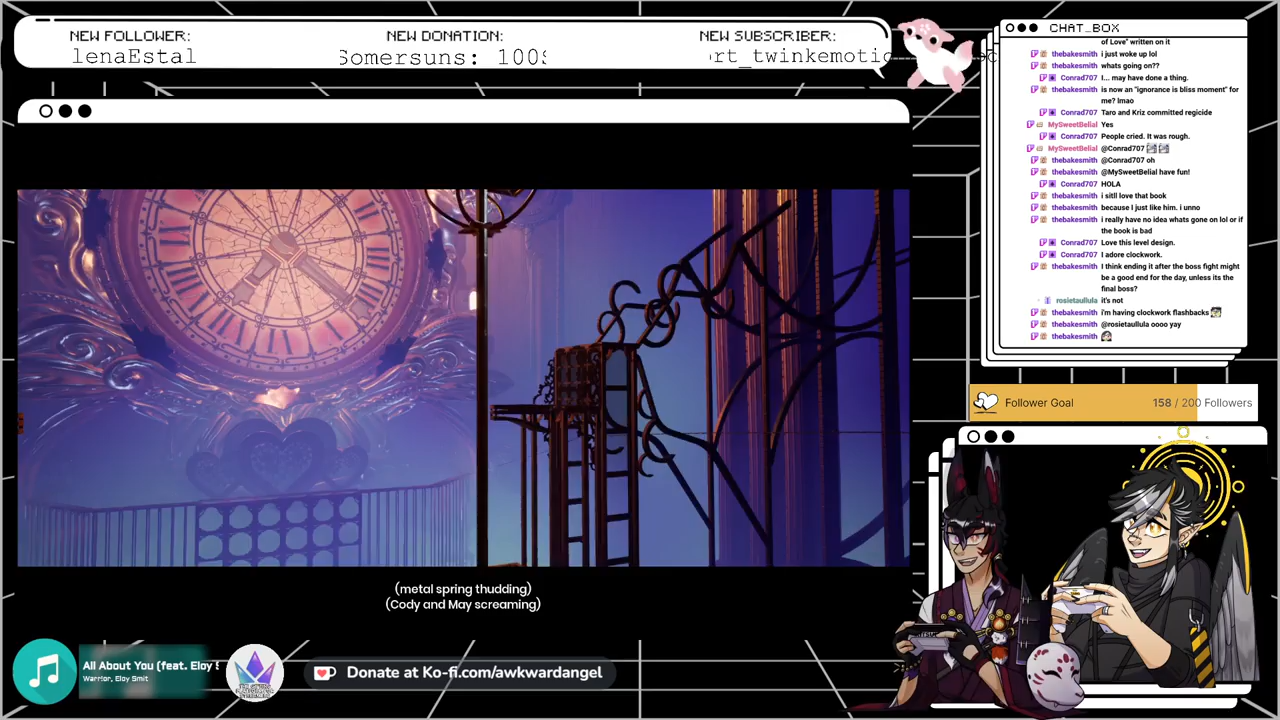 NEW FOLLOWER:
lenaEstal
NEW DONATION:
Somersauns: 100$
NEW SUBSCRIBER:
rt_twinkemotio
CHAT_BOX
of Love" written on it
thebakesmith i just woke up lol
thebakesmith whats going on??
Conrad707 I... may have done a thing.
thebakesmith is now an "ignorance is bliss moment" for
me? lmao
Conrad707 Taro and Kriz committed regicide
MySweetBelial Yes
Conrad707 People cried. It was rough.
MySweetBelial @Conrad707
thebakesmith @Conrad707 oh
thebakesmith @MySweetBelial have fun!
Conrad707 HOLA
thebakesmith i sitll love that book
thebakesmith because I just like him. i unno
thebakesmith i really have no idea whats gone on lol or if
the book is bad
Conrad707 Love this level design.
Conrad707 I adore clockwork.
thebakesmith I think ending it after the boss fight might
be a good end for the day, unless its the
final boss?
rosietaullula it's not
thebakesmith i'm having clockwork flashbacks
thebakesmith @rosietaullula oooo yay
thebakesmith
Follower Goal
158 / 200 Followers
(metal spring thudding)
(Cody and May screaming)
All About You (feat. Eloy S
Warrior, Eloy Smit
Donate at Ko-fi.com/awkwardangel